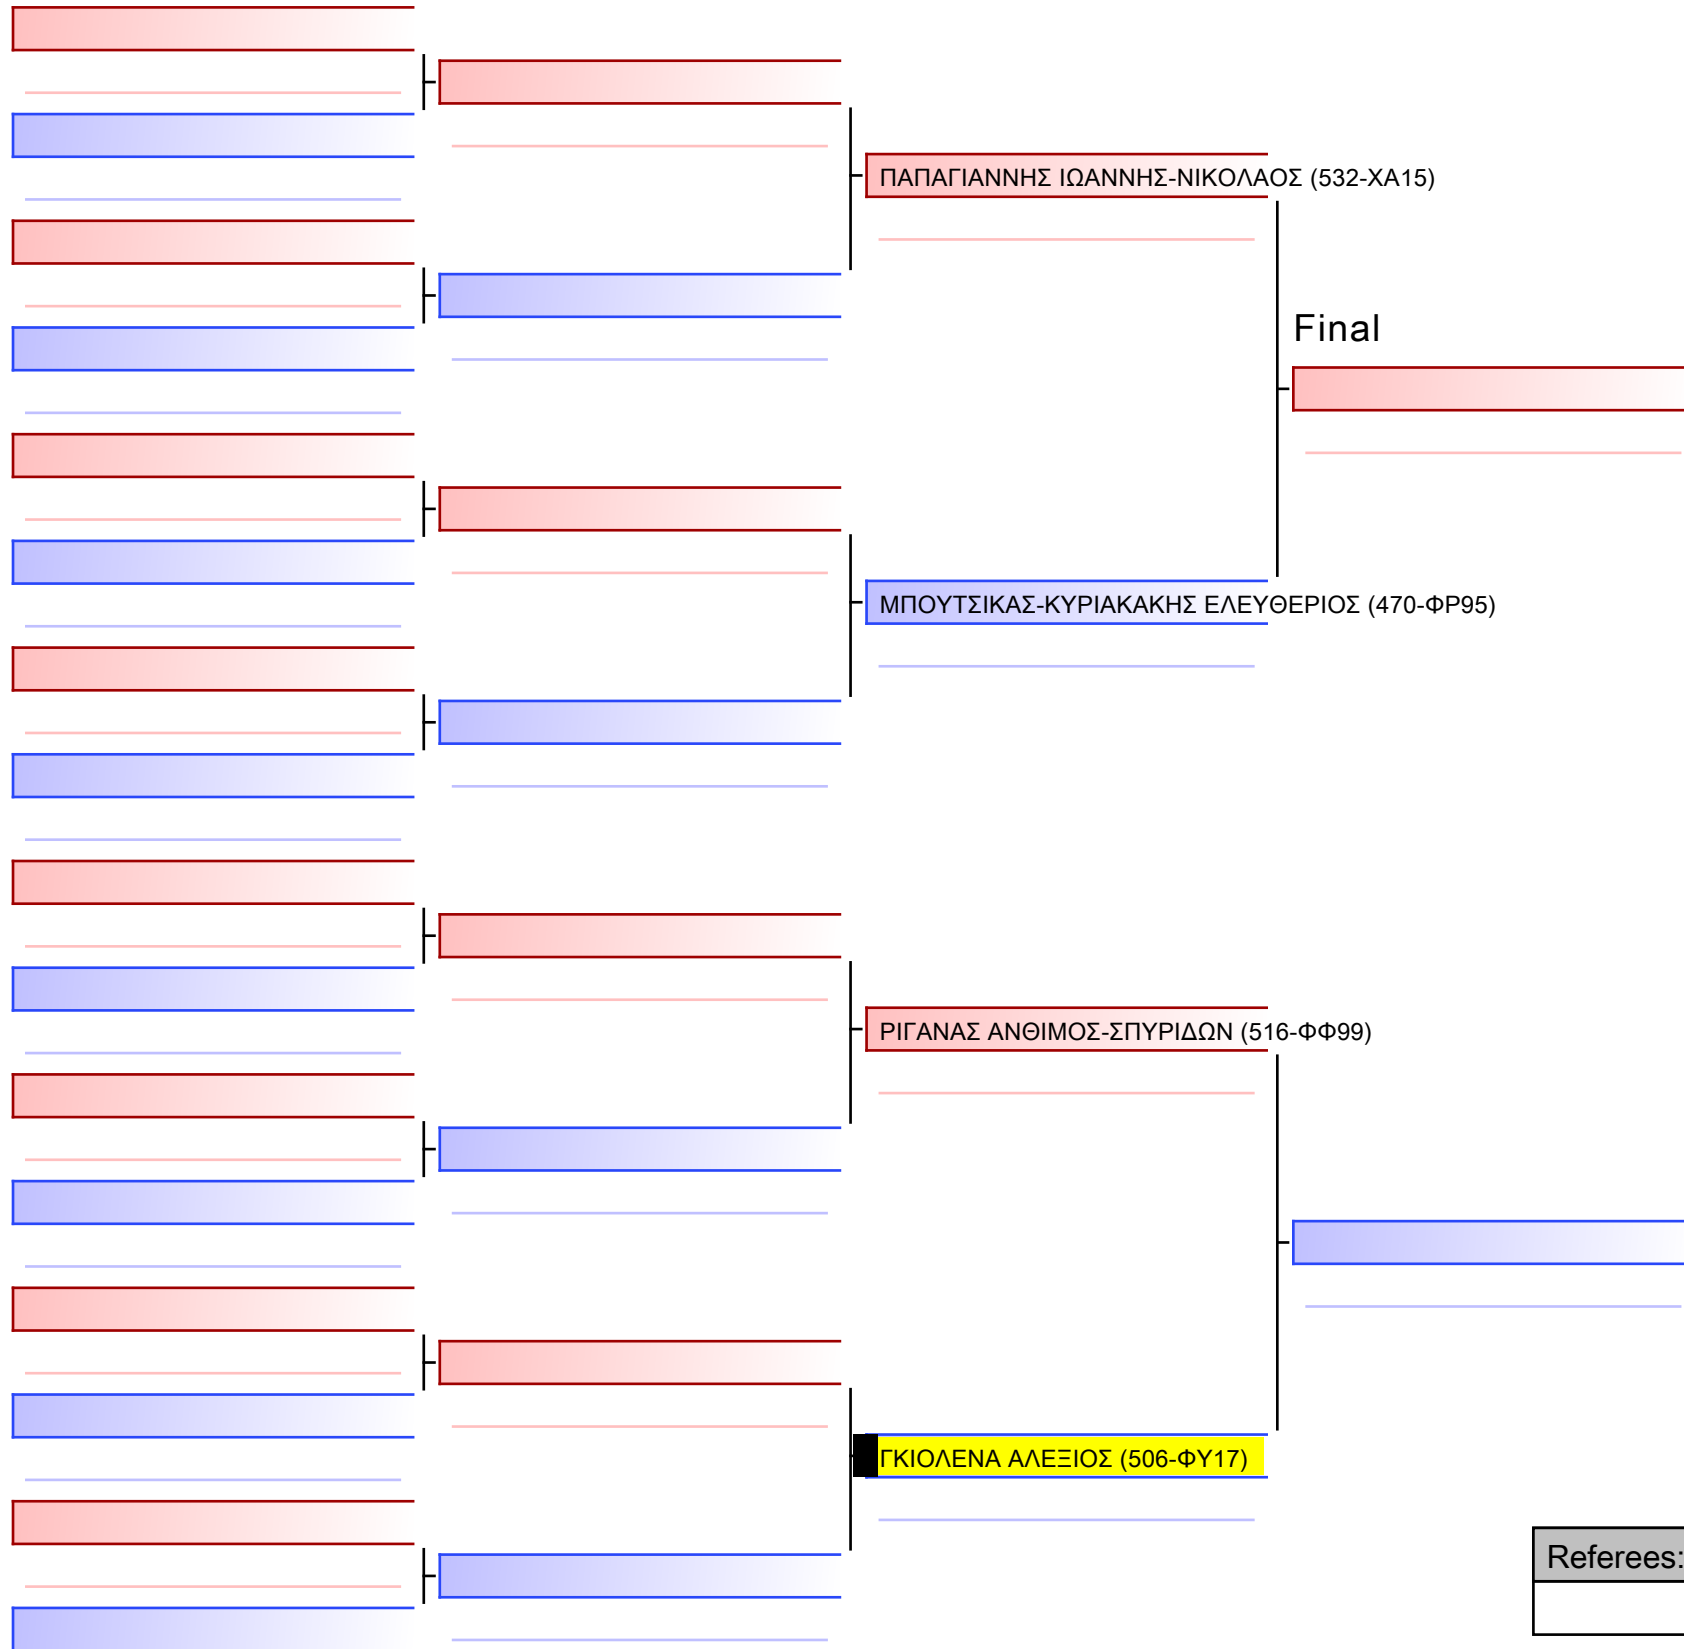 ΠΑΠΑΓΙΑΝΝΗΣ ΙΩΑΝΝΗΣ-ΝΙΚΟΛΑΟΣ (532-ΧΑ15)
Final
ΜΠΟΥΤΣΙΚΑΣ-ΚΥΡΙΑΚΑΚΗΣ ΕΛΕΥΘΕΡΙΟΣ (470-ΦΡ95)
ΡΙΓΑΝΑΣ ΑΝΘΙΜΟΣ-ΣΠΥΡΙΔΩΝ (516-ΦΦ99)
ΓΚΙΟΛΕΝΑ ΑΛΕΞΙΟΣ (506-ΦΥ17)
Referees: